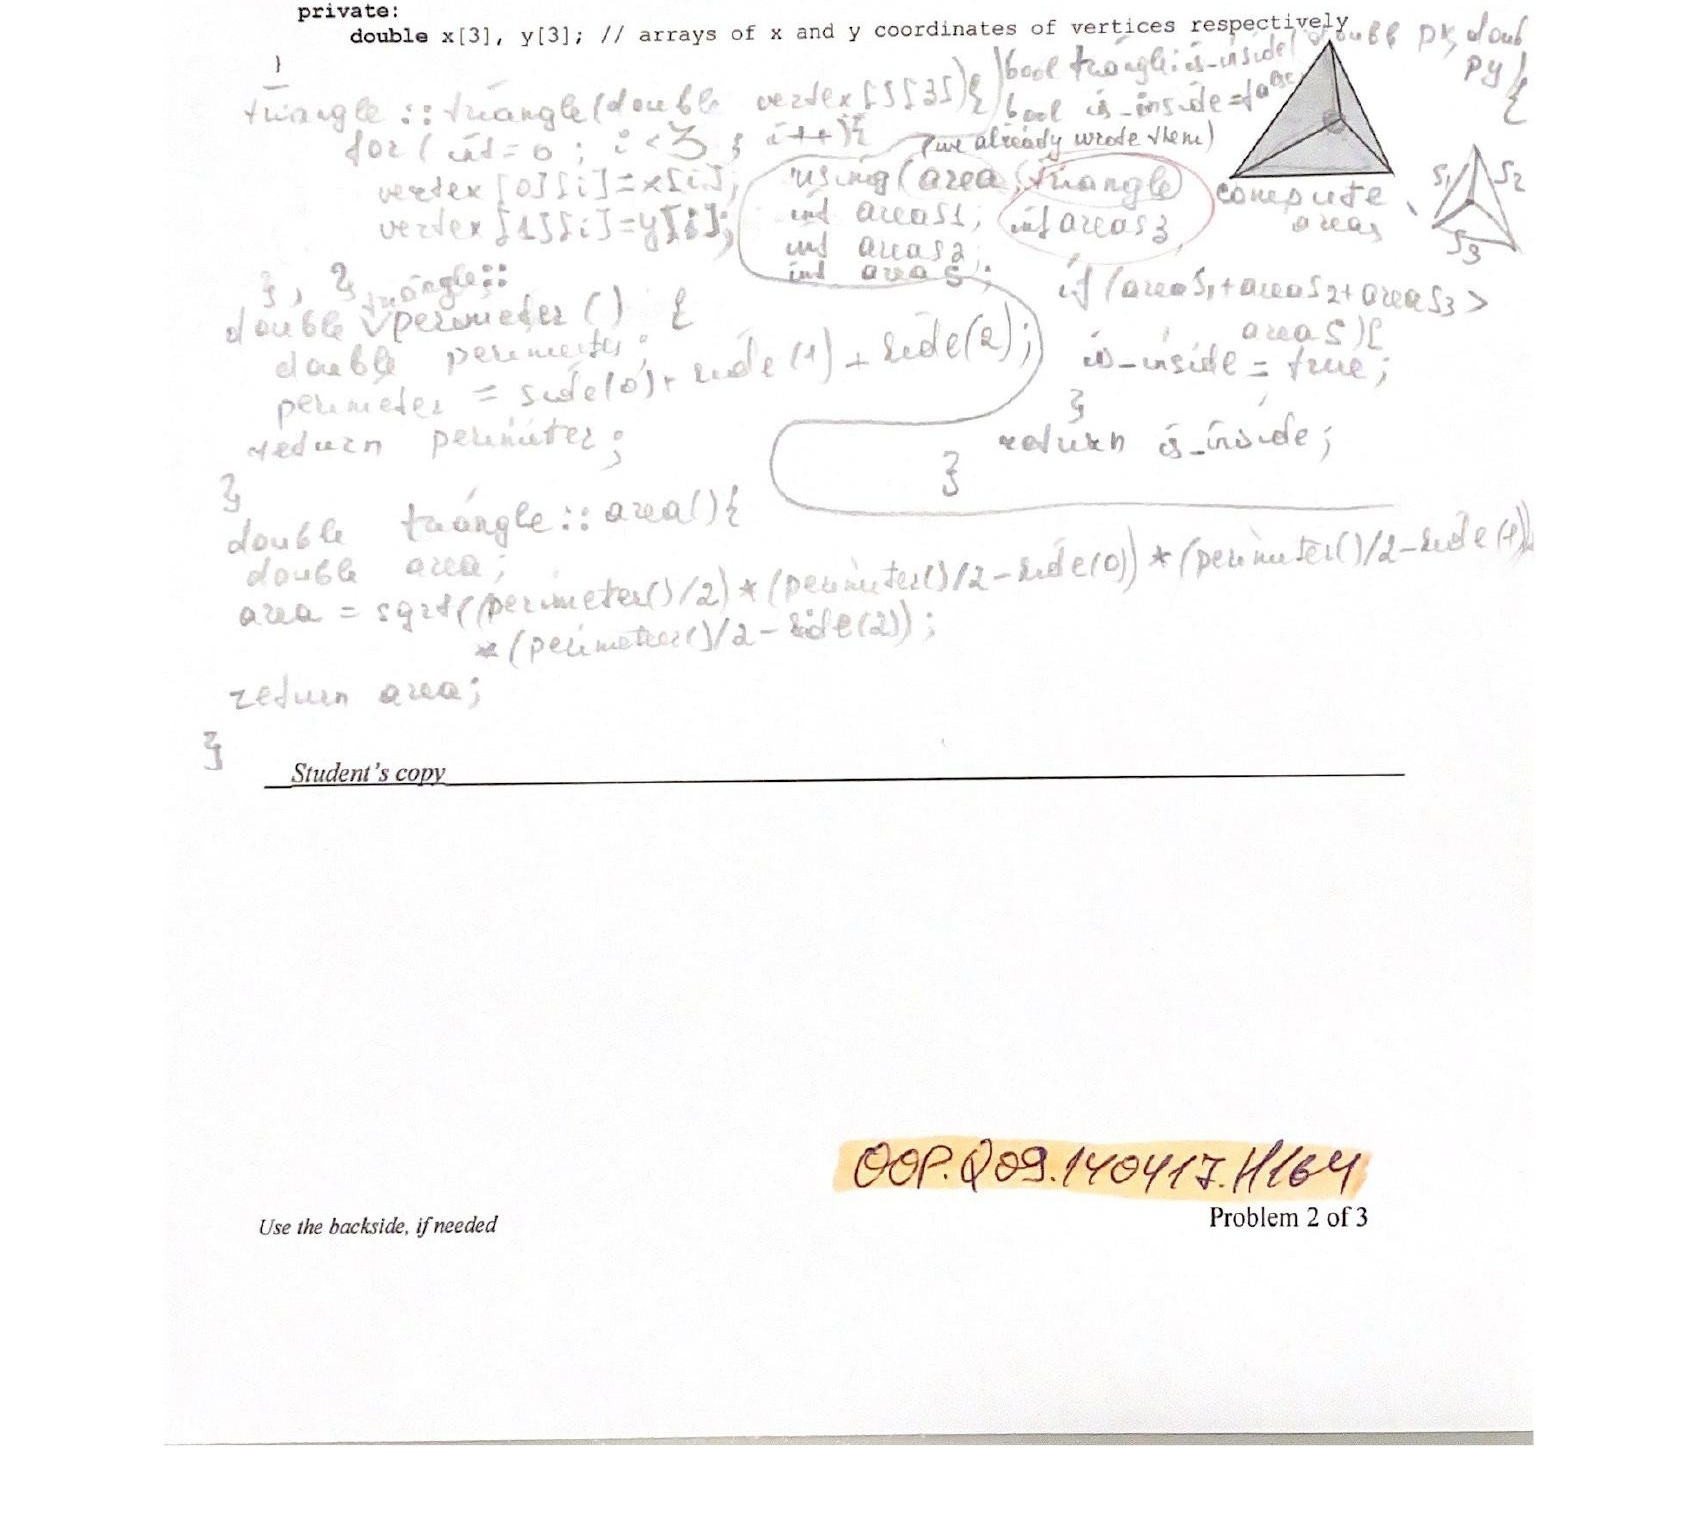 private:
double x[3], y[3]; // arrays of x and y coordinates of vertices respectively
}
triangle :: triangle(double vertex[][3]){
for ( int = 0 ; i < 3 ; i++){
vertex [0][i] = x[i];
vertex [1][i] = y[i];
} , }
triangle::
double perimeter () {
double perimeter ;
perimeter = side(0) + side(1) + side(2);
return perimeter ;
}
double triangle :: area(){
double area ;
area = sqrt((perimeter()/2) * (perimeter()/2 - side(0)) * (perimeter()/2 - side(1))
* (perimeter()/2 - side(2)) ;
return area;
}
bool triangle::is_inside( double px, double
py){
bool is_inside = false;
(we already wrote them)
using (area, triangle)
int areaS1; int areaS3
int areaS2;
int areaS;
compute
areas
S1 S2
S3
if (areaS1 + areaS2 + areaS3 >
areaS){
is_inside = true ;
}
return is_inside ;
}
Student's copy
OOP.Q09.140417.H164
Use the backside, if needed
Problem 2 of 3